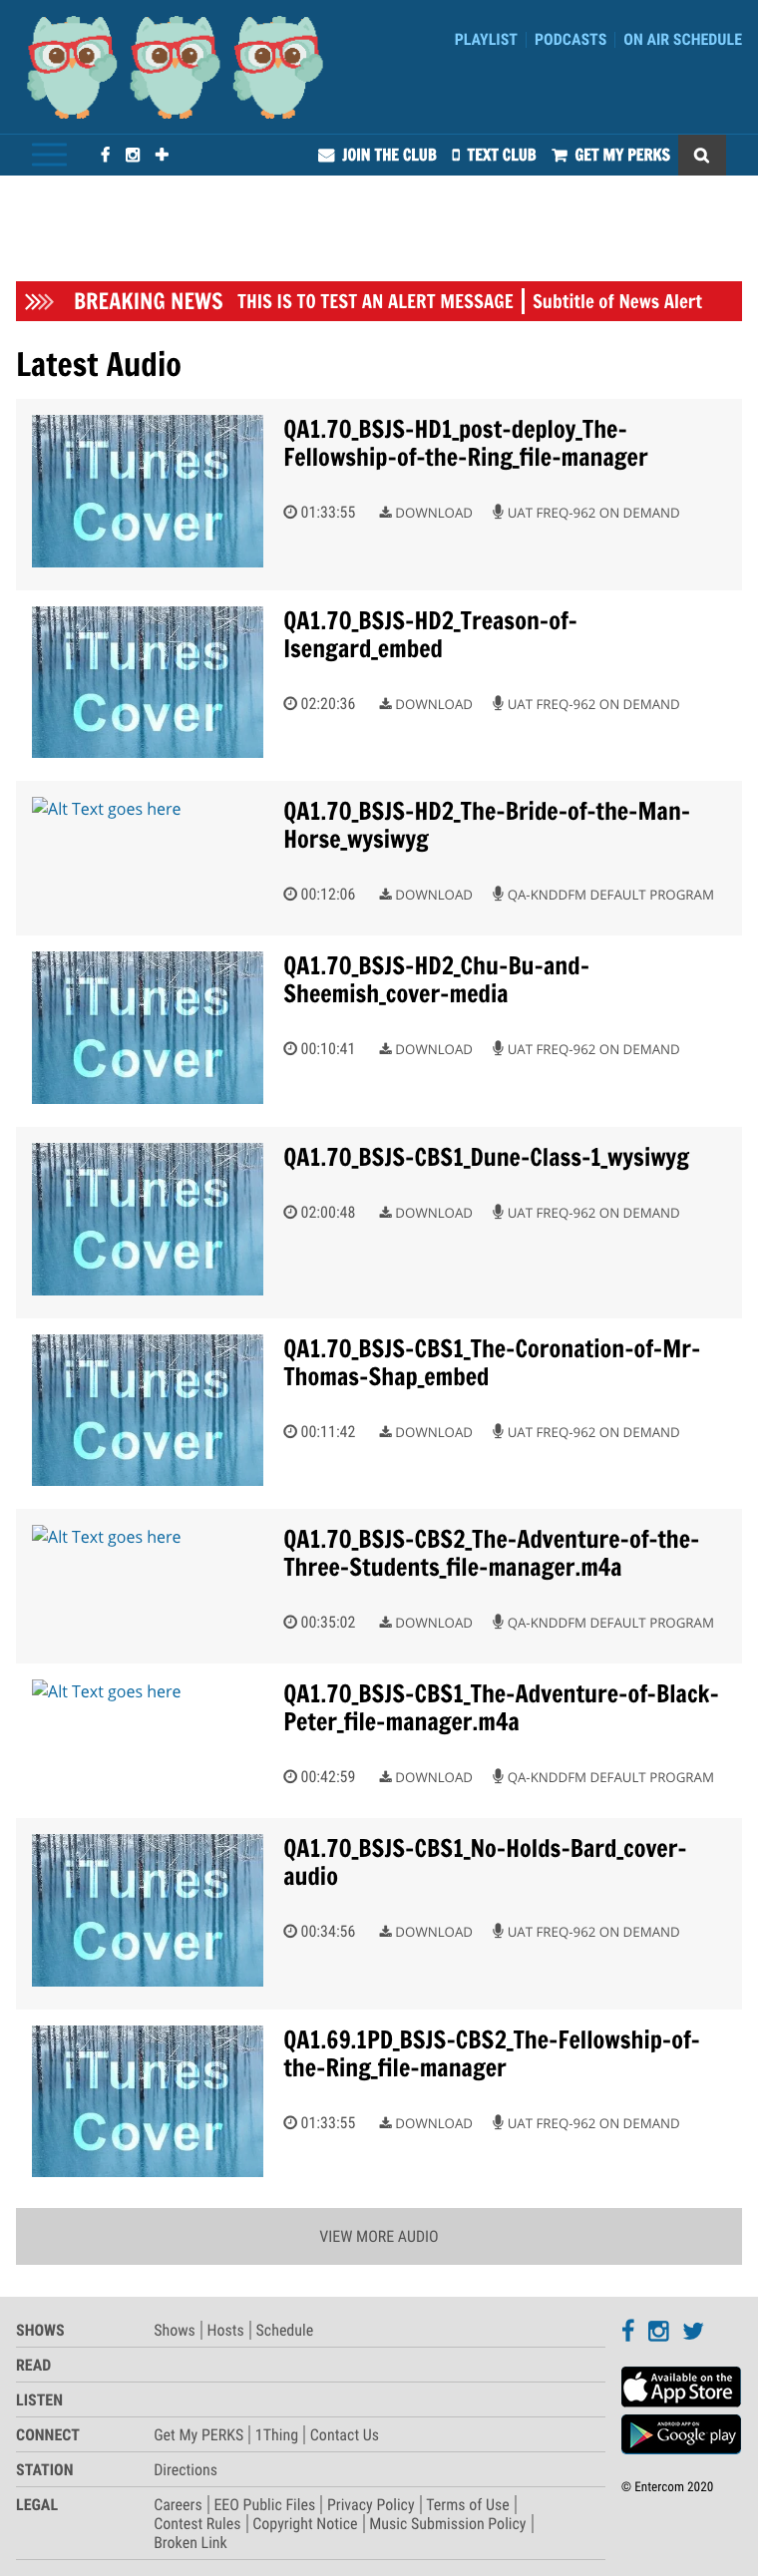 PLAYLIST PODCASTS ON AIR SCHEDULE
JOIN THE CLUB TEXT CLUB GET MY PERKS
BREAKING NEWS THIS IS TO TEST AN ALERT MESSAGE Subtitle of News Alert
Latest Audio
iTunes
Cover
QA1.70_BSJS-HD1_post-deploy_The-
Fellowship-of-the-Ring_file-manager
01:33:55 DOWNLOAD UAT FREQ-962 ON DEMAND
iTunes
Cover
QA1.70_BSJS-HD2_Treason-of-
Isengard_embed
02:20:36 DOWNLOAD UAT FREQ-962 ON DEMAND
Alt Text goes here
QA1.70_BSJS-HD2_The-Bride-of-the-Man-
Horse_wysiwyg
00:12:06 DOWNLOAD QA-KNDDFM DEFAULT PROGRAM
iTunes
Cover
QA1.70_BSJS-HD2_Chu-Bu-and-
Sheemish_cover-media
00:10:41 DOWNLOAD UAT FREQ-962 ON DEMAND
iTunes
Cover
QA1.70_BSJS-CBS1_Dune-Class-1_wysiwyg
02:00:48 DOWNLOAD UAT FREQ-962 ON DEMAND
iTunes
Cover
QA1.70_BSJS-CBS1_The-Coronation-of-Mr-
Thomas-Shap_embed
00:11:42 DOWNLOAD UAT FREQ-962 ON DEMAND
Alt Text goes here
QA1.70_BSJS-CBS2_The-Adventure-of-the-
Three-Students_file-manager.m4a
00:35:02 DOWNLOAD QA-KNDDFM DEFAULT PROGRAM
Alt Text goes here
QA1.70_BSJS-CBS1_The-Adventure-of-Black-
Peter_file-manager.m4a
00:42:59 DOWNLOAD QA-KNDDFM DEFAULT PROGRAM
iTunes
Cover
QA1.70_BSJS-CBS1_No-Holds-Bard_cover-
audio
00:34:56 DOWNLOAD UAT FREQ-962 ON DEMAND
iTunes
Cover
QA1.69.1PD_BSJS-CBS2_The-Fellowship-of-
the-Ring_file-manager
01:33:55 DOWNLOAD UAT FREQ-962 ON DEMAND
VIEW MORE AUDIO
SHOWS Shows | Hosts | Schedule
READ
LISTEN
CONNECT Get My PERKS | 1Thing | Contact Us
STATION Directions
LEGAL Careers | EEO Public Files | Privacy Policy | Terms of Use |
Contest Rules | Copyright Notice | Music Submission Policy |
Broken Link
Available on the
App Store
ANDROID APP ON
Google play
© Entercom 2020